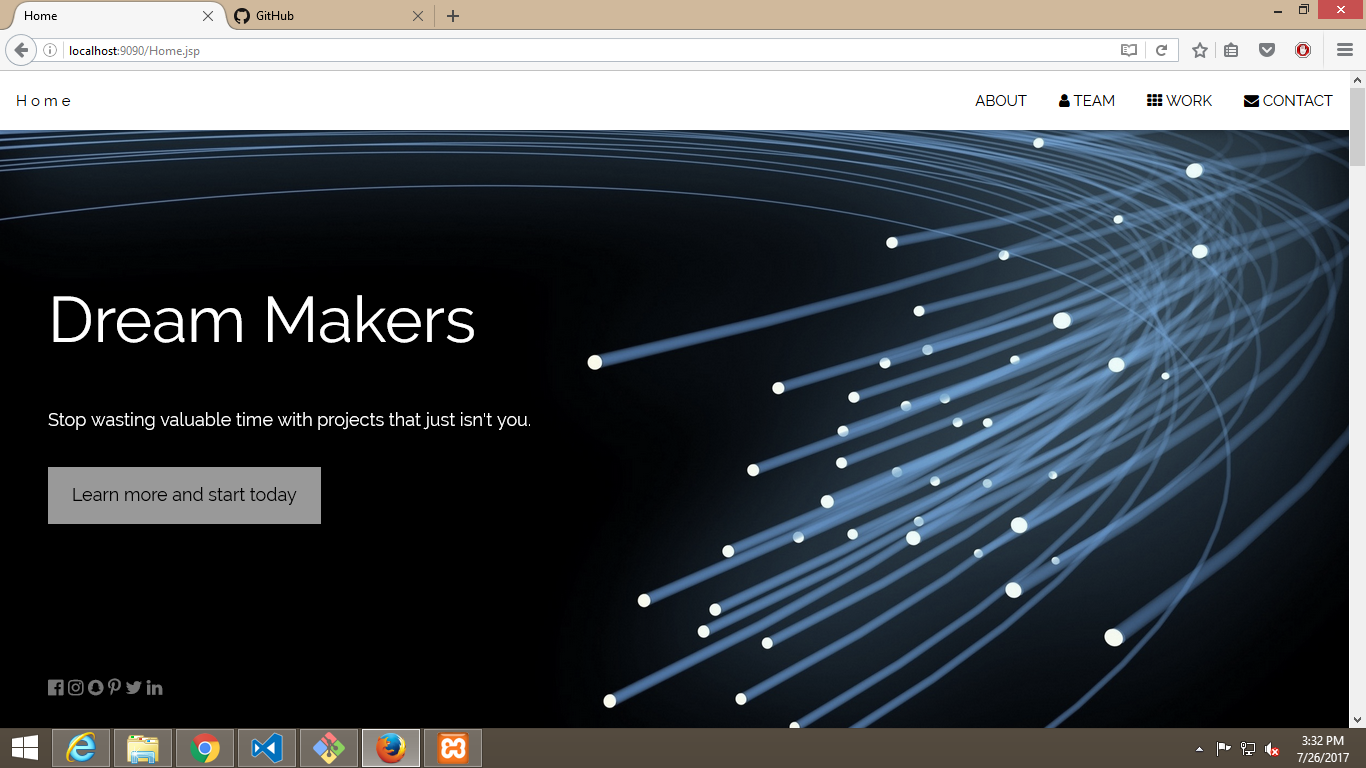 Home
GitHub
localhost:9090/Home.jsp
Home ABOUT TEAM WORK CONTACT
Dream Makers
Stop wasting valuable time with projects that just isn't you.
Learn more and start today
3:32 PM
7/26/2017